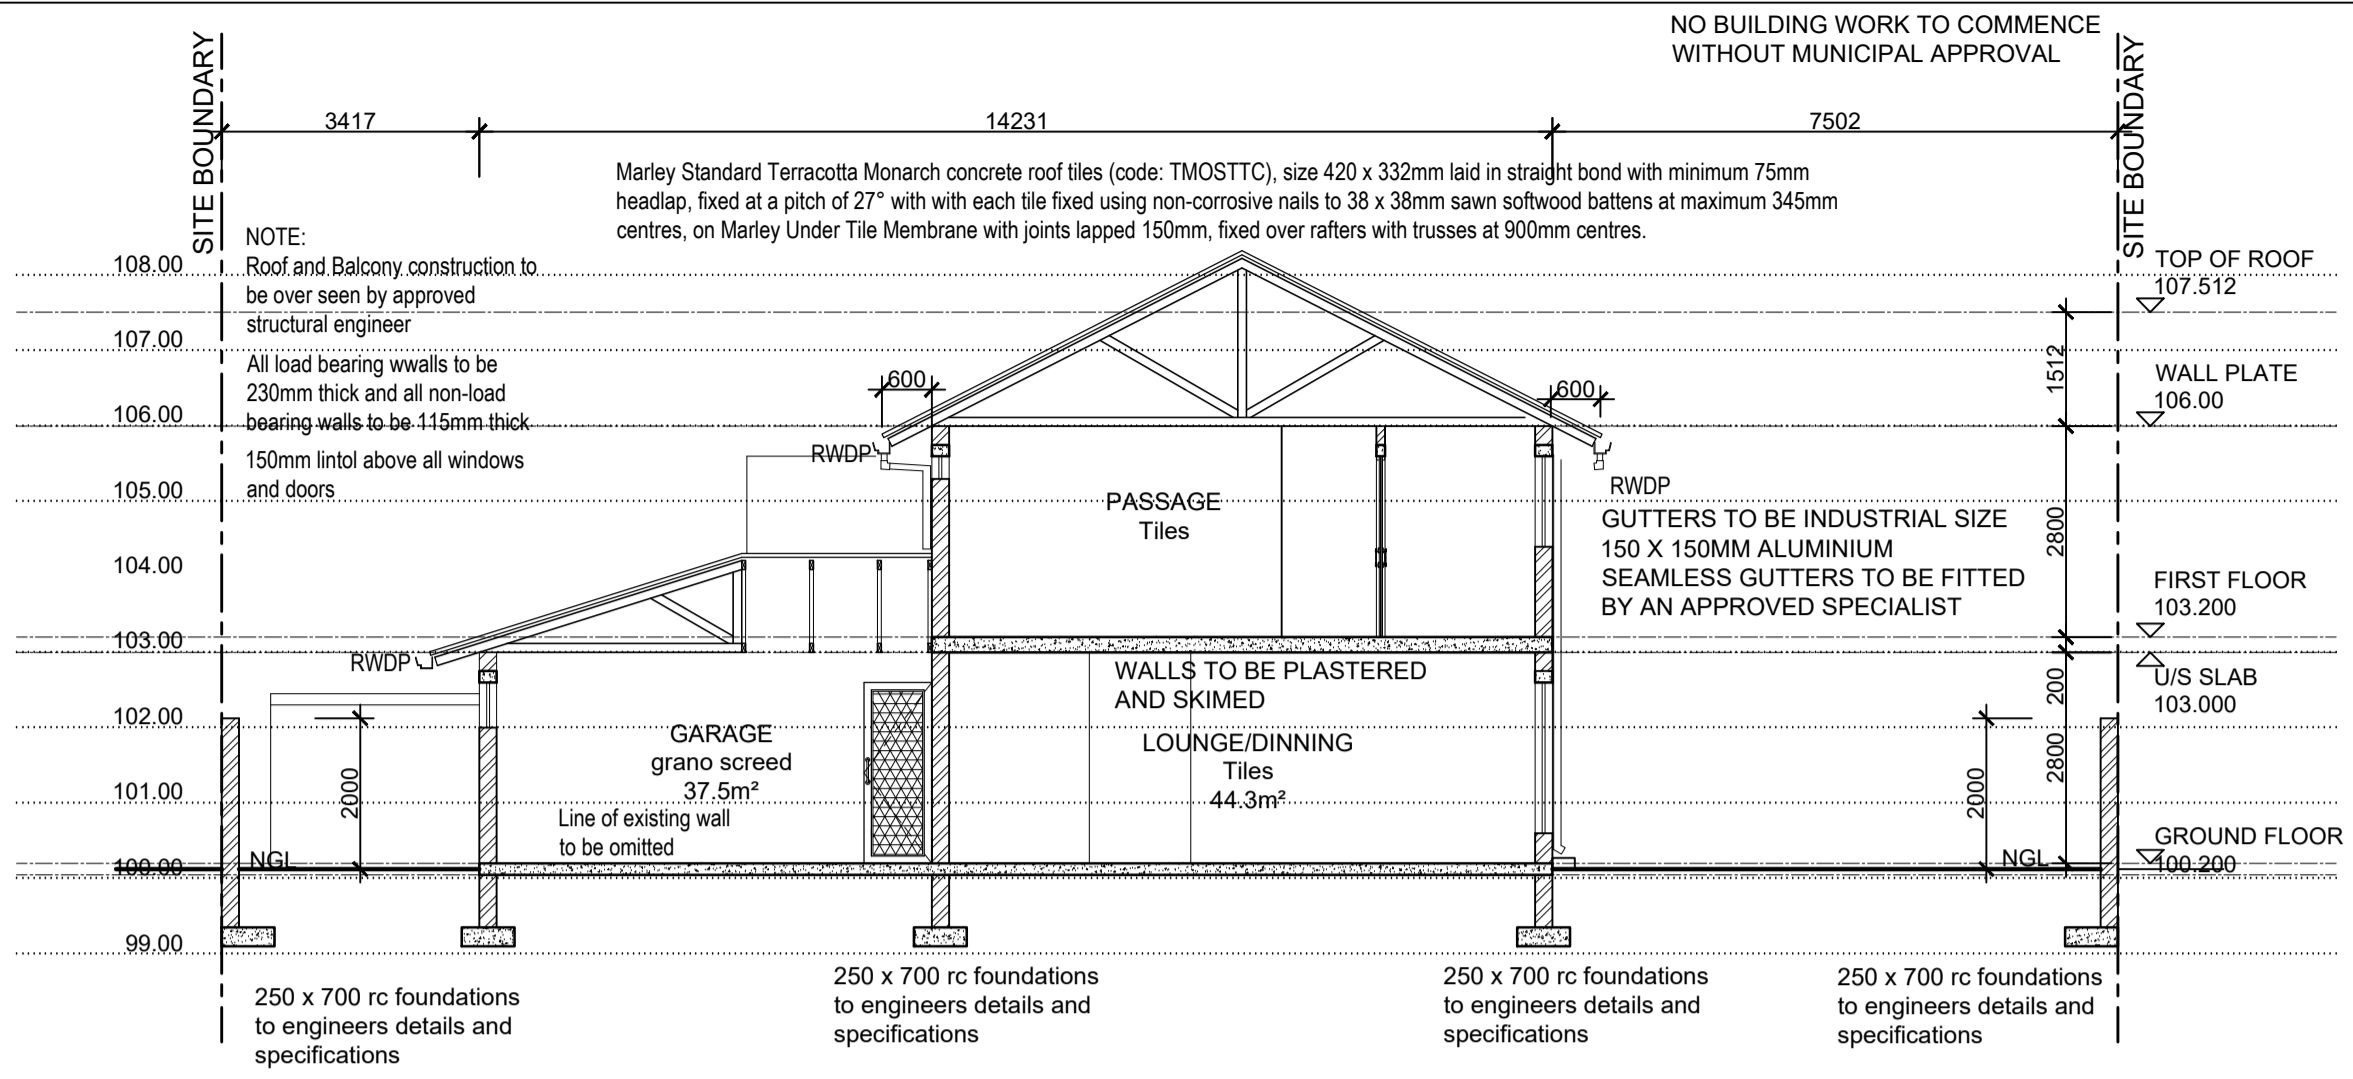 NO BUILDING WORK TO COMMENCE
WITHOUT MUNICIPAL APPROVAL
SITE BOUNDARY
SITE BOUNDARY
3417
14231
7502
Marley Standard Terracotta Monarch concrete roof tiles (code: TMOSTTC), size 420 x 332mm laid in straight bond with minimum 75mm
headlap, fixed at a pitch of 27° with with each tile fixed using non-corrosive nails to 38 x 38mm sawn softwood battens at maximum 345mm
centres, on Marley Under Tile Membrane with joints lapped 150mm, fixed over rafters with trusses at 900mm centres.
NOTE:
Roof and Balcony construction to
be over seen by approved
structural engineer
All load bearing wwalls to be
230mm thick and all non-load
bearing walls to be 115mm thick
150mm lintol above all windows
and doors
108.00
107.00
106.00
105.00
104.00
103.00
102.00
101.00
100.00
99.00
600
600
RWDP
RWDP
RWDP
PASSAGE
Tiles
GUTTERS TO BE INDUSTRIAL SIZE
150 X 150MM ALUMINIUM
SEAMLESS GUTTERS TO BE FITTED
BY AN APPROVED SPECIALIST
WALLS TO BE PLASTERED
AND SKIMED
LOUNGE/DINNING
Tiles
44.3m²
GARAGE
grano screed
37.5m²
Line of existing wall
to be omitted
2000
2000
NGL
NGL
1512
2800
200
2800
TOP OF ROOF
107.512
WALL PLATE
106.00
FIRST FLOOR
103.200
U/S SLAB
103.000
GROUND FLOOR
100.200
250 x 700 rc foundations
to engineers details and
specifications
250 x 700 rc foundations
to engineers details and
specifications
250 x 700 rc foundations
to engineers details and
specifications
250 x 700 rc foundations
to engineers details and
specifications